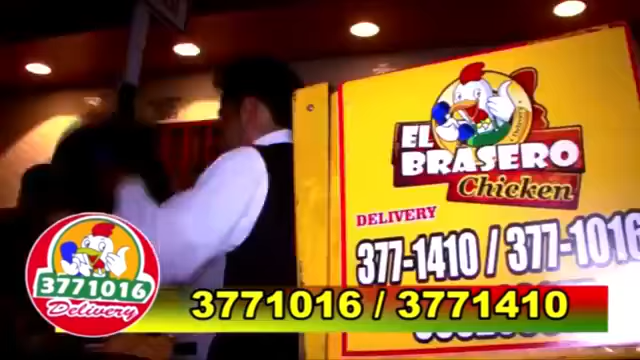 EL
BRASERO
Chicken
DELIVERY
377-1410 / 377-1016
3771016
Delivery
3771016 / 3771410